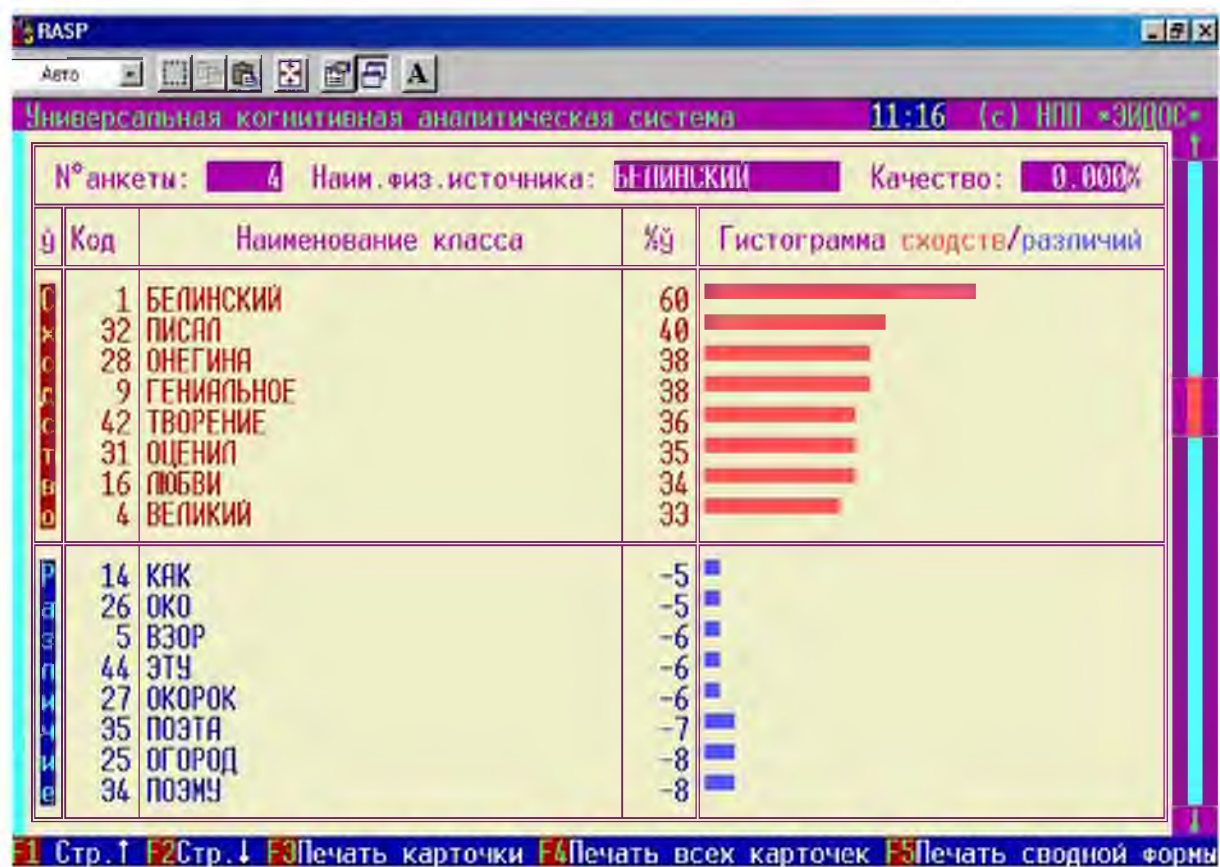 RASP
Авто
A
Универсальная когнитивная аналитическая система 11:16 (c) НПП *ЭЙДОС*
N°анкеты: 4 Наим.физ.источника: БЕЛИНСКИЙ Качество: 0.000%
ў Код Наименование класса %ў Гистограмма сходств/различий
Сходство
1 БЕЛИНСКИЙ 60
32 ПИСАЛ 40
28 ОНЕГИНА 38
9 ГЕНИАЛЬНОЕ 38
42 ТВОРЕНИЕ 36
31 ОЦЕНИЛ 35
16 ЛЮБВИ 34
4 ВЕЛИКИЙ 33
Различие
14 КАК -5
26 ОКО -5
5 ВЗОР -6
44 ЭТУ -6
27 ОКОРОК -6
35 ПОЭТА -7
25 ОГОРОД -8
34 ПОЭМУ -8
F1 Стр.↑ F2Стр.↓ F3Печать карточки F4Печать всех карточек F5Печать сводной формы